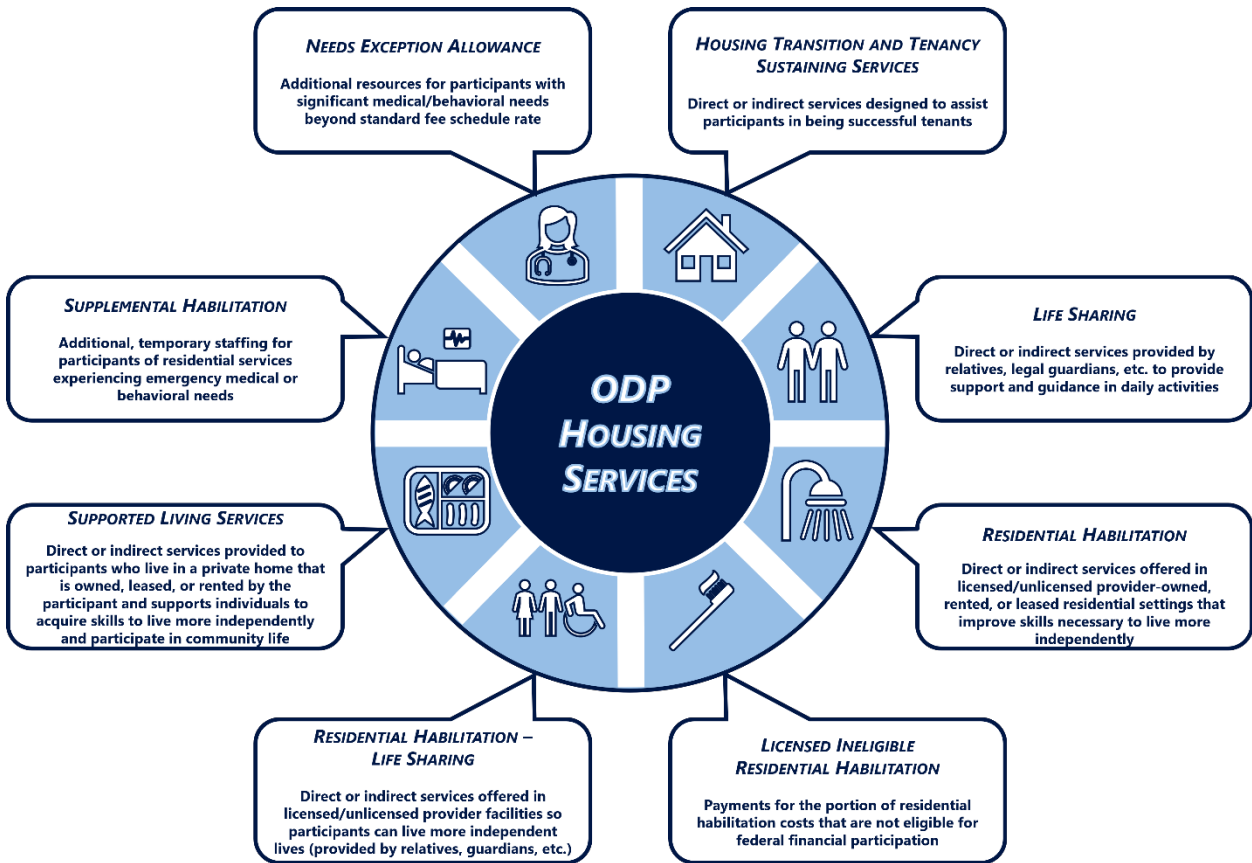 NEEDS EXCEPTION ALLOWANCE
Additional resources for participants with
significant medical/behavioral needs
beyond standard fee schedule rate
HOUSING TRANSITION AND TENANCY
SUSTAINING SERVICES
Direct or indirect services designed to assist
participants in being successful tenants
SUPPLEMENTAL HABILITATION
Additional, temporary staffing for
participants of residential services
experiencing emergency medical or
behavioral needs
LIFE SHARING
Direct or indirect services provided by
relatives, legal guardians, etc. to provide
support and guidance in daily activities
ODP
HOUSING
SERVICES
SUPPORTED LIVING SERVICES
Direct or indirect services provided to
participants who live in a private home that
is owned, leased, or rented by the
participant and supports individuals to
acquire skills to live more independently
and participate in community life
RESIDENTIAL HABILITATION
Direct or indirect services offered in
licensed/unlicensed provider-owned,
rented, or leased residential settings that
improve skills necessary to live more
independently
RESIDENTIAL HABILITATION –
LIFE SHARING
Direct or indirect services offered in
licensed/unlicensed provider facilities so
participants can live more independent
lives (provided by relatives, guardians, etc.)
LICENSED INELIGIBLE
RESIDENTIAL HABILITATION
Payments for the portion of residential
habilitation costs that are not eligible for
federal financial participation